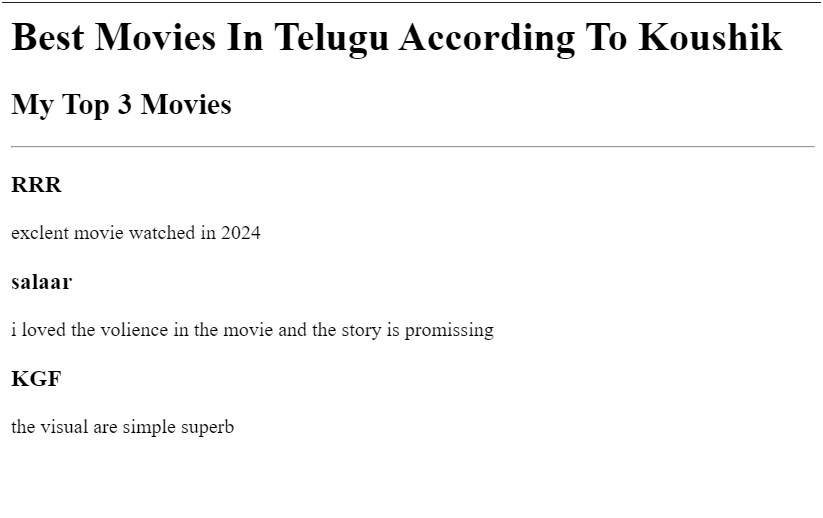 Best Movies In Telugu According To Koushik
My Top 3 Movies
RRR
exclent movie watched in 2024
salaar
i loved the volience in the movie and the story is promissing
KGF
the visual are simple superb